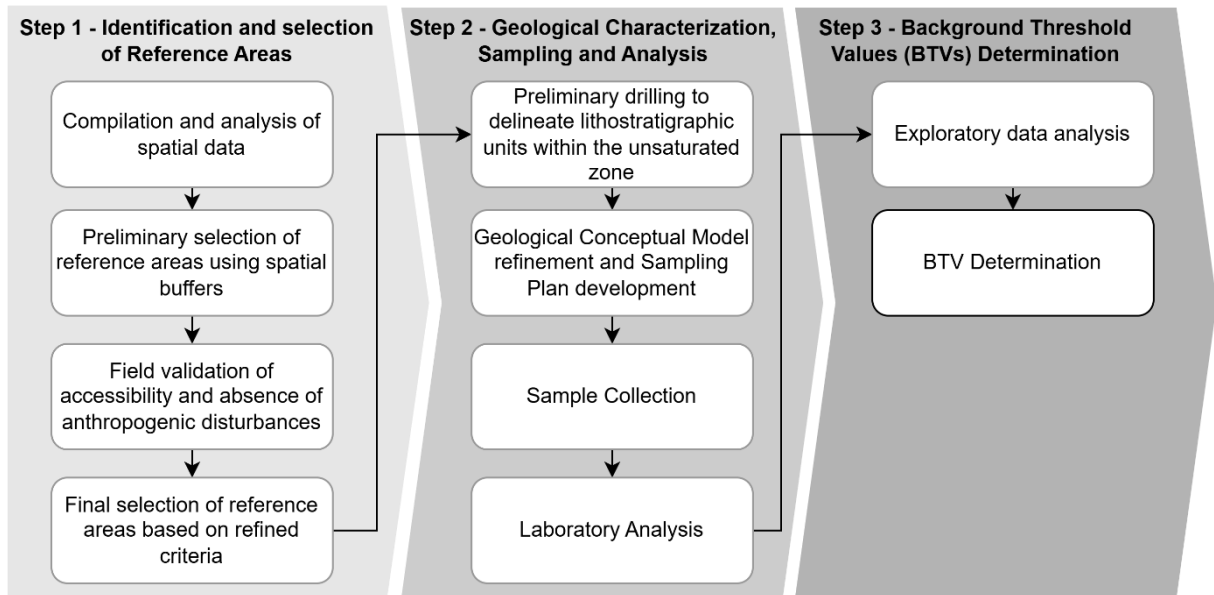 Step 1 - Identification and selection
of Reference Areas
Compilation and analysis of
spatial data
Preliminary selection of
reference areas using spatial
buffers
Field validation of
accessibility and absence of
anthropogenic disturbances
Final selection of reference
areas based on refined
criteria
Step 2 - Geological Characterization,
Sampling and Analysis
Preliminary drilling to
delineate lithostratigraphic
units within the unsaturated
zone
Geological Conceptual Model
refinement and Sampling
Plan development
Sample Collection
Laboratory Analysis
Step 3 - Background Threshold
Values (BTVs) Determination
Exploratory data analysis
BTV Determination